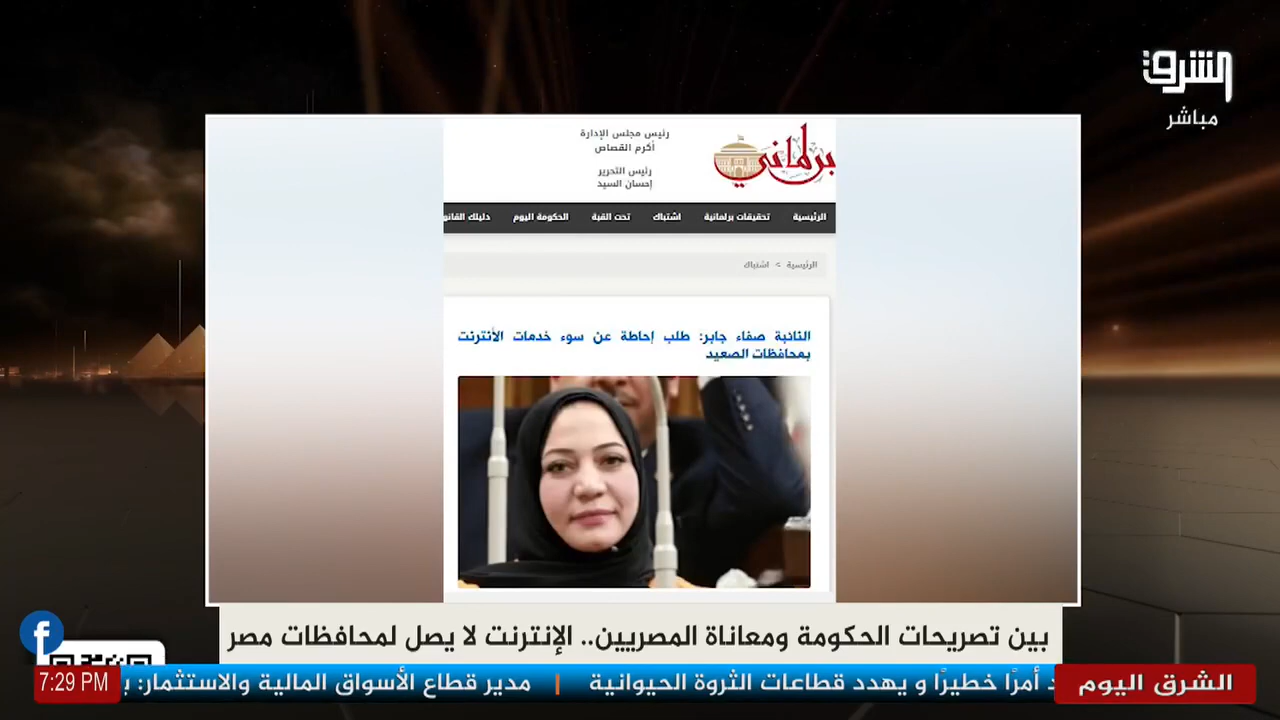 الشرق
مباشر
رئيس مجلس الإدارة
أكرم القصاص
رئيس التحرير
إحسان السيد
برلماني
الرئيسية تحقيقات برلمانية اشتباك تحت القبة الحكومة اليوم دليلك القانو
الرئيسية > اشتباك
النائبة صفاء جابر: طلب إحاطة عن سوء خدمات الأنترنت
بمحافظات الصعيد
بين تصريحات الحكومة ومعاناة المصريين.. الإنترنت لا يصل لمحافظات مصر
الشرق اليوم
د أمرًا خطيرًا و يهدد قطاعات الثروة الحيوانية | مدير قطاع الأسواق المالية والاستثمار: ب
7:29 PM